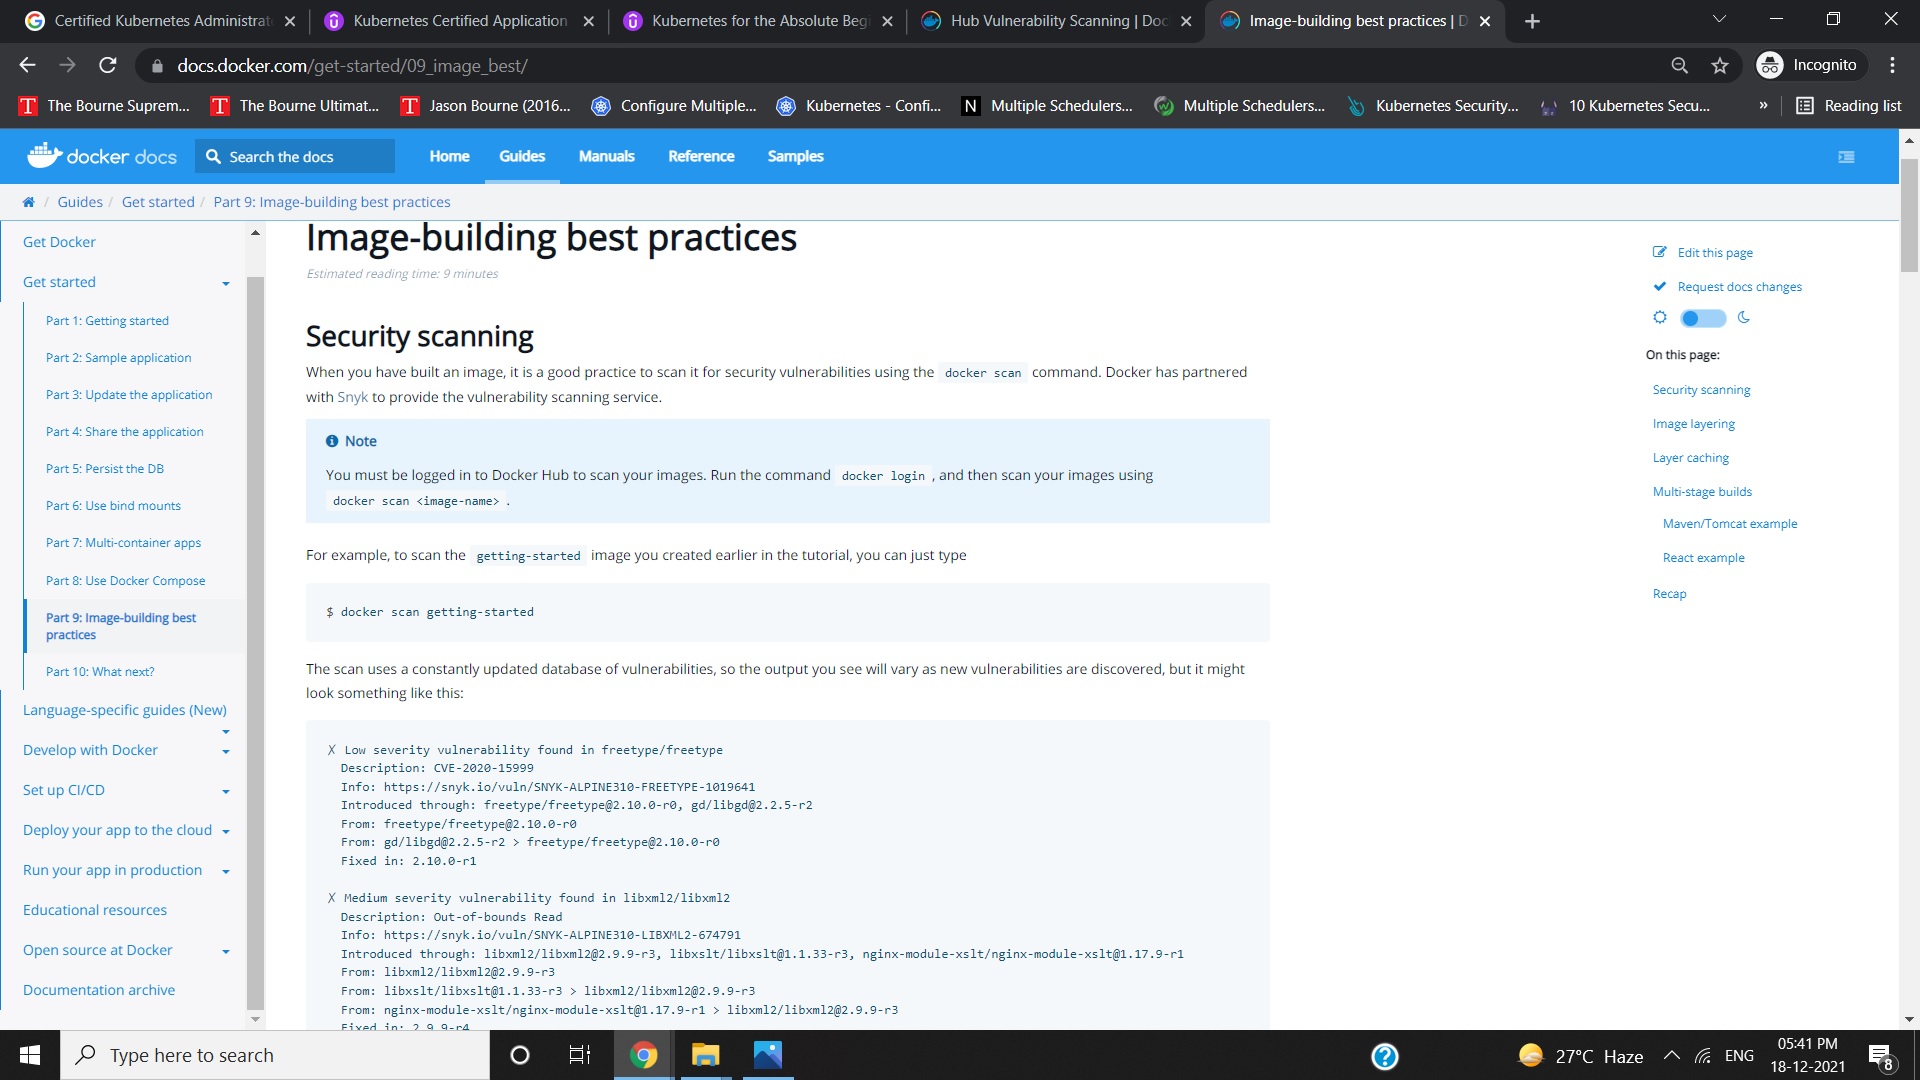 Certified Kubernetes Administrat
Kubernetes Certified Application
Kubernetes for the Absolute Begi
Hub Vulnerability Scanning | Doc
Image-building best practices | D
docs.docker.com/get-started/09_image_best/
Incognito
The Bourne Suprem...
The Bourne Ultimat...
Jason Bourne (2016...
Configure Multiple...
Kubernetes - Confi...
Multiple Schedulers...
Multiple Schedulers...
Kubernetes Security...
10 Kubernetes Secu...
»
Reading list
docker docs
Search the docs
Home
Guides
Manuals
Reference
Samples
/ Guides / Get started / Part 9: Image-building best practices
Get Docker
Get started
Part 1: Getting started
Part 2: Sample application
Part 3: Update the application
Part 4: Share the application
Part 5: Persist the DB
Part 6: Use bind mounts
Part 7: Multi-container apps
Part 8: Use Docker Compose
Part 9: Image-building best
practices
Part 10: What next?
Language-specific guides (New)
Develop with Docker
Set up CI/CD
Deploy your app to the cloud
Run your app in production
Educational resources
Open source at Docker
Documentation archive
Image-building best practices
Estimated reading time: 9 minutes
Security scanning
When you have built an image, it is a good practice to scan it for security vulnerabilities using the docker scan command. Docker has partnered
with Snyk to provide the vulnerability scanning service.
Note
You must be logged in to Docker Hub to scan your images. Run the command docker login , and then scan your images using
docker scan <image-name> .
For example, to scan the getting-started image you created earlier in the tutorial, you can just type
$ docker scan getting-started
The scan uses a constantly updated database of vulnerabilities, so the output you see will vary as new vulnerabilities are discovered, but it might
look something like this:
✗ Low severity vulnerability found in freetype/freetype
Description: CVE-2020-15999
Info: https://snyk.io/vuln/SNYK-ALPINE310-FREETYPE-1019641
Introduced through: freetype/freetype@2.10.0-r0, gd/libgd@2.2.5-r2
From: freetype/freetype@2.10.0-r0
From: gd/libgd@2.2.5-r2 > freetype/freetype@2.10.0-r0
Fixed in: 2.10.0-r1
✗ Medium severity vulnerability found in libxml2/libxml2
Description: Out-of-bounds Read
Info: https://snyk.io/vuln/SNYK-ALPINE310-LIBXML2-674791
Introduced through: libxml2/libxml2@2.9.9-r3, libxslt/libxslt@1.1.33-r3, nginx-module-xslt/nginx-module-xslt@1.17.9-r1
From: libxml2/libxml2@2.9.9-r3
From: libxslt/libxslt@1.1.33-r3 > libxml2/libxml2@2.9.9-r3
From: nginx-module-xslt/nginx-module-xslt@1.17.9-r1 > libxml2/libxml2@2.9.9-r3
Fixed in: 2.9.9-r4
Edit this page
Request docs changes
On this page:
Security scanning
Image layering
Layer caching
Multi-stage builds
Maven/Tomcat example
React example
Recap
Type here to search
27°C Haze
ENG
05:41 PM
18-12-2021
8